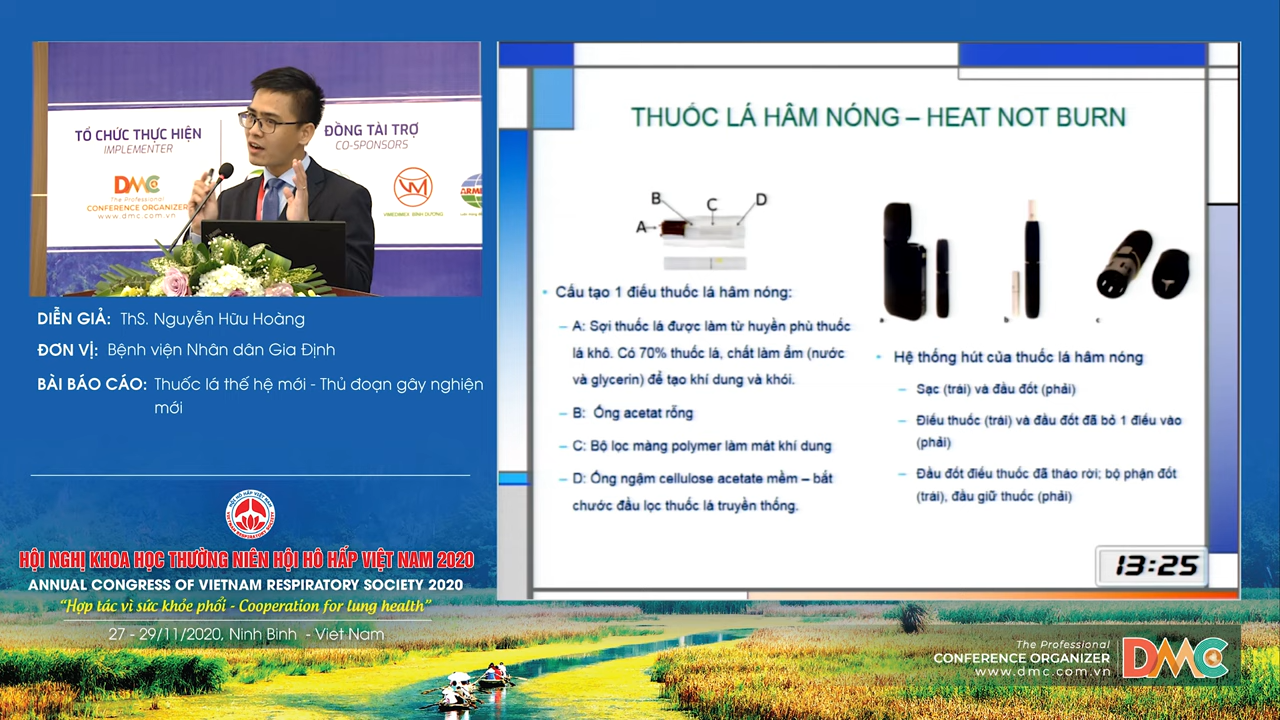 TỔ CHỨC THỰC HIỆN
IMPLEMENTER
DMC
The Professional
CONFERENCE ORGANIZER
www.dmc.com.vn
ĐỒNG TÀI TRỢ
CO-SPONSORS
VIMEDIMEX BÌNH DƯƠNG
DIỄN GIẢ: ThS. Nguyễn Hữu Hoàng
ĐƠN VỊ: Bệnh viện Nhân dân Gia Định
BÀI BÁO CÁO: Thuốc lá thế hệ mới - Thủ đoạn gây nghiện
mới
THUỐC LÁ HÂM NÓNG – HEAT NOT BURN
A
B
C
D
• Cấu tạo 1 điếu thuốc lá hâm nóng:
– A: Sợi thuốc lá được làm từ huyền phù thuốc
lá khô. Có 70% thuốc lá, chất làm ẩm (nước
và glycerin) để tạo khí dung và khói.
– B: Ống acetat rỗng
– C: Bộ lọc màng polymer làm mát khí dung
– D: Ống ngậm cellulose acetate mềm – bắt
chước đầu lọc thuốc lá truyền thống.
a
b
c
• Hệ thống hút của thuốc lá hâm nóng
– Sạc (trái) và đầu đốt (phải)
– Điếu thuốc (trái) và đầu đốt đã bỏ 1 điếu vào
(phải)
– Đầu đốt điếu thuốc đã tháo rời; bộ phận đốt
(trái), đầu giữ thuốc (phải)
13:25
HỘI HÔ HẤP VIỆT NAM
VIETNAM RESPIRATORY SOCIETY
HỘI NGHỊ KHOA HỌC THƯỜNG NIÊN HỘI HÔ HẤP VIỆT NAM 2020
ANNUAL CONGRESS OF VIETNAM RESPIRATORY SOCIETY 2020
"Hợp tác vì sức khỏe phổi - Cooperation for lung health"
27 - 29/11/2020, Ninh Bình - Việt Nam
The Professional
CONFERENCE ORGANIZER
www.dmc.com.vn
DMC